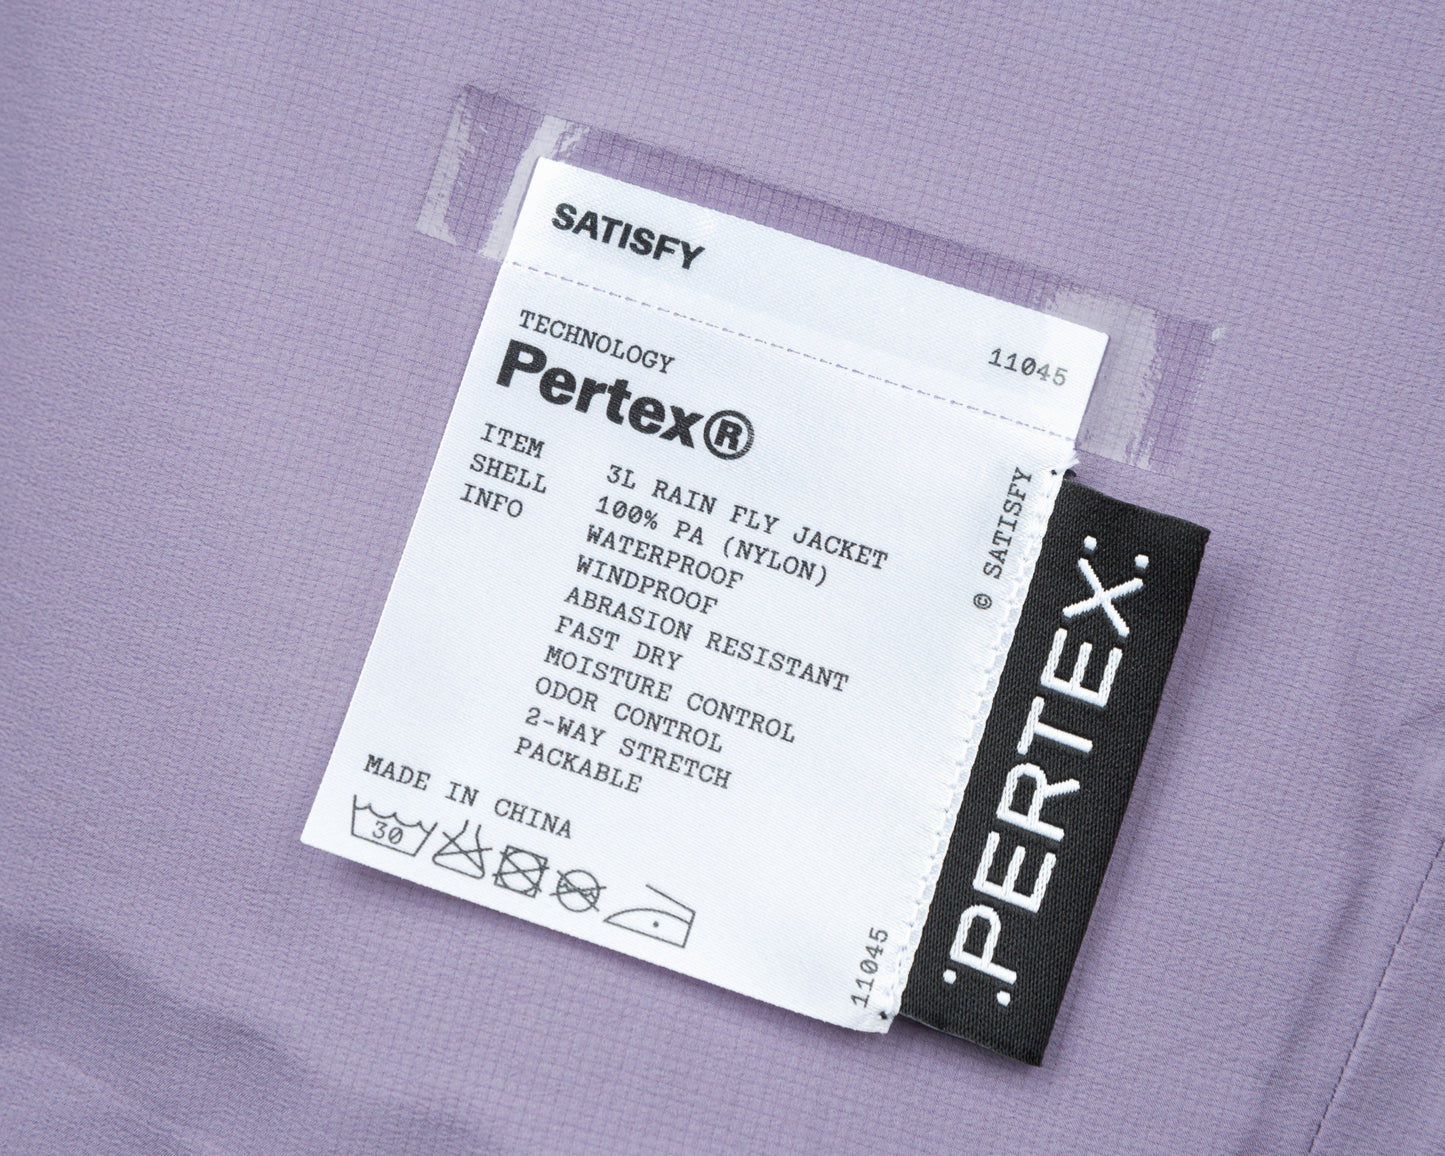 SATISFY
11045
TECHNOLOGY
Pertex®
ITEM 3L RAIN FLY JACKET
SHELL 100% PA (NYLON)
INFO WATERPROOF
WINDPROOF
ABRASION RESISTANT
FAST DRY
MOISTURE CONTROL
ODOR CONTROL
2-WAY STRETCH
PACKABLE
MADE IN CHINA
30
© SATISFY
11045
:PERTEX: